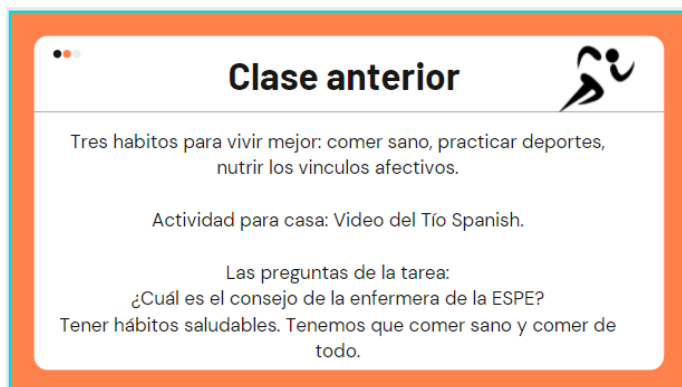 Clase anterior
Tres habitos para vivir mejor: comer sano, practicar deportes,
nutrir los vinculos afectivos.
Actividad para casa: Video del Tío Spanish.
Las preguntas de la tarea:
¿Cuál es el consejo de la enfermera de la ESPE?
Tener hábitos saludables. Tenemos que comer sano y comer de
todo.